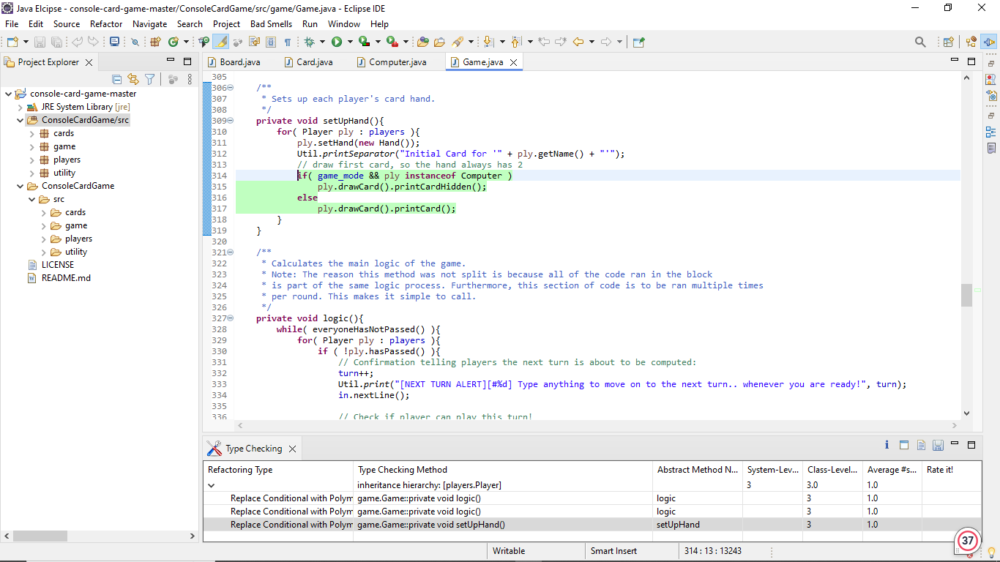 Java Elcipse - console-card-game-master/ConsoleCardGame/src/game/Game.java - Eclipse IDE
File Edit Source Refactor Navigate Search Project Bad Smells Run Window Help
Project Explorer
console-card-game-master
JRE System Library [jre]
ConsoleCardGame/src
cards
game
players
utility
ConsoleCardGame
src
cards
game
players
utility
LICENSE
README.md
Board.java Card.java Computer.java Game.java
305
306 /**
307 * Sets up each player's card hand.
308 */
309 private void setUpHand(){
310 for( Player ply : players ){
311 ply.setHand(new Hand());
312 Util.printSeparator("Initial Card for '" + ply.getName() + "'");
313 // draw first card, so the hand always has 2
314 if( game_mode && ply instanceof Computer )
315 ply.drawCard().printCardHidden();
316 else
317 ply.drawCard().printCard();
318 }
319 }
320
321 /**
322 * Calculates the main logic of the game.
323 * Note: The reason this method was not split is because all of the code ran in the block
324 * is part of the same logic process. Furthermore, this section of code is to be ran multiple times
325 * per round. This makes it simple to call.
326 */
327 private void logic(){
328 while( everyoneHasNotPassed() ){
329 for( Player ply : players ){
330 if ( !ply.hasPassed() ){
331 // Confirmation telling players the next turn is about to be computed:
332 turn++;
333 Util.print("[NEXT TURN ALERT][#%d] Type anything to move on to the next turn.. whenever you are ready!", turn);
334 in.nextLine();
335
336 // Check if player can play this turn!
Type Checking
Refactoring Type Type Checking Method Abstract Method N... System-Lev... Class-Level... Average #s... Rate it!
inheritance hierarchy: [players.Player] 3 3.0 1.0
Replace Conditional with Polym game.Game::private void logic() logic 3 1.0
Replace Conditional with Polym game.Game::private void logic() logic 3 1.0
Replace Conditional with Polym game.Game::private void setUpHand() setUpHand 3 1.0
37
Writable Smart Insert 314 : 13 : 13243